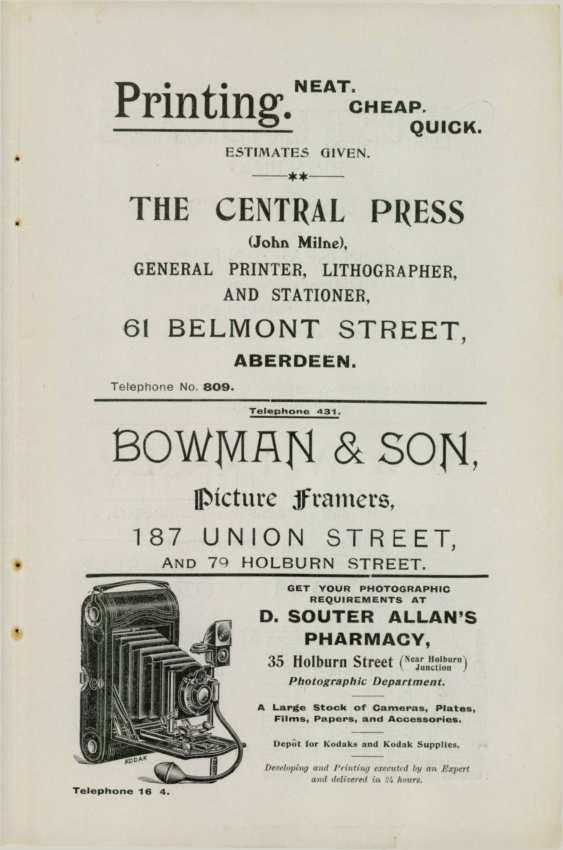 Printing. NEAT.
CHEAP.
QUICK.
ESTIMATES GIVEN.
THE CENTRAL PRESS
(John Milne),
GENERAL PRINTER, LITHOGRAPHER,
AND STATIONER,
61 BELMONT STREET,
ABERDEEN.
Telephone No. 809.
Telephone 431.
BOWMAN & SON,
Picture Framers,
187 UNION STREET,
AND 79 HOLBURN STREET.
GET YOUR PHOTOGRAPHIC
REQUIREMENTS AT
D. SOUTER ALLAN'S
PHARMACY,
35 Holburn Street (Near Holburn Junction)
Photographic Department.
A Large Stock of Cameras, Plates,
Films, Papers, and Accessories.
Depôt for Kodaks and Kodak Supplies.
Developing and Printing executed by an Expert
and delivered in 24 hours.
KODAK
Telephone 16 4.